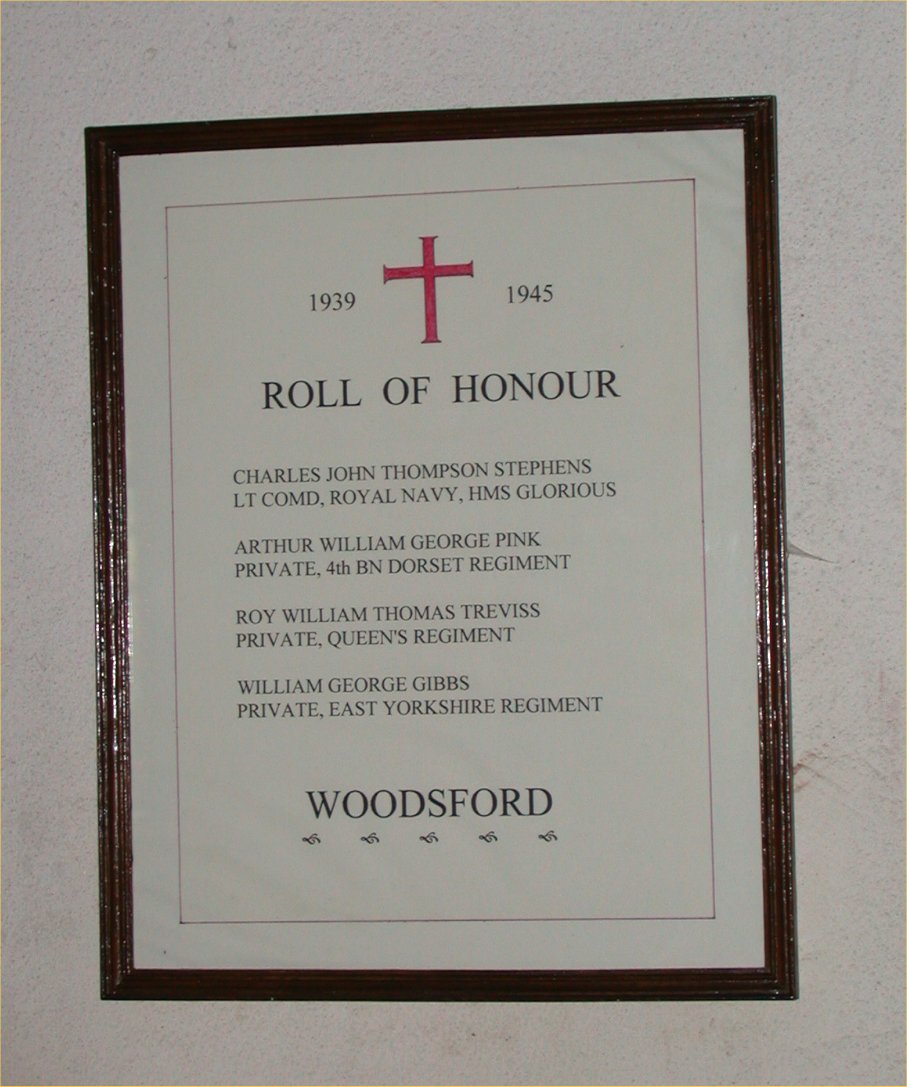 1939 1945
ROLL OF HONOUR
CHARLES JOHN THOMPSON STEPHENS
LT COMD, ROYAL NAVY, HMS GLORIOUS
ARTHUR WILLIAM GEORGE PINK
PRIVATE, 4th BN DORSET REGIMENT
ROY WILLIAM THOMAS TREVISS
PRIVATE, QUEEN'S REGIMENT
WILLIAM GEORGE GIBBS
PRIVATE, EAST YORKSHIRE REGIMENT
WOODSFORD